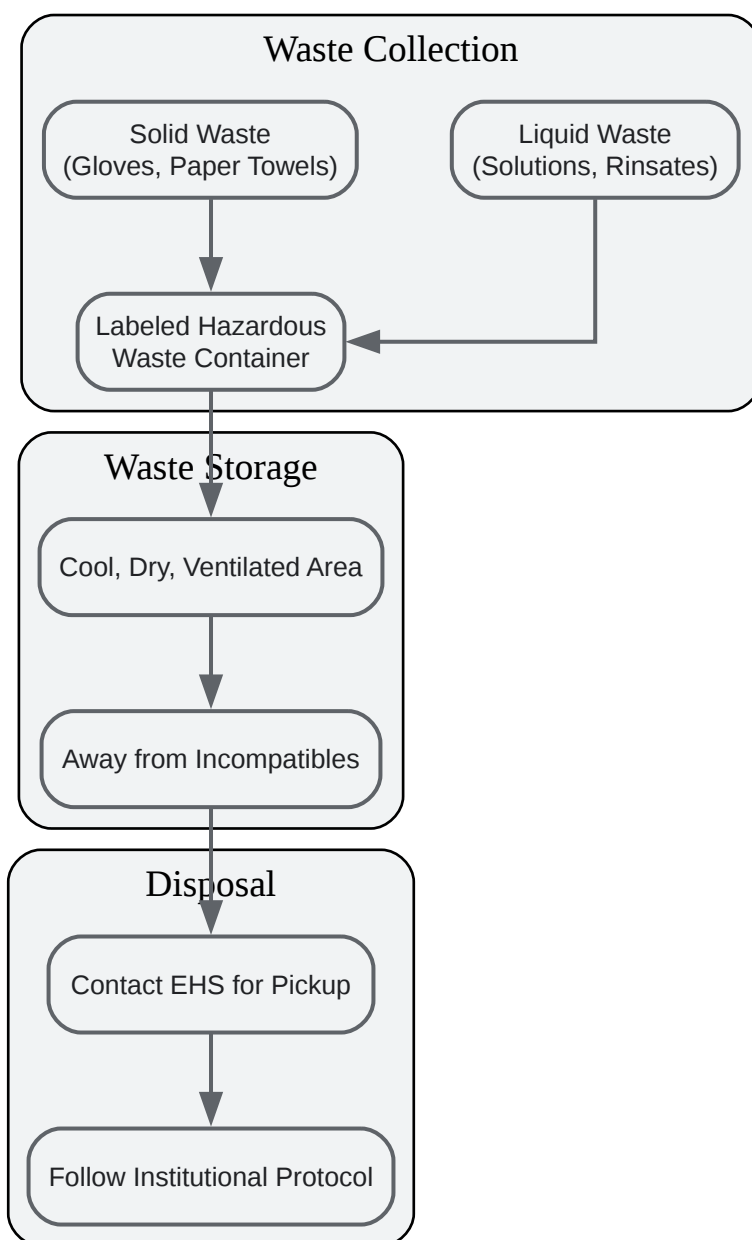 Waste Collection
Solid Waste
(Gloves, Paper Towels)
Liquid Waste
(Solutions, Rinsates)
Labeled Hazardous
Waste Container
Waste Storage
Cool, Dry, Ventilated Area
Away from Incompatibles
Disposal
Contact EHS for Pickup
Follow Institutional Protocol